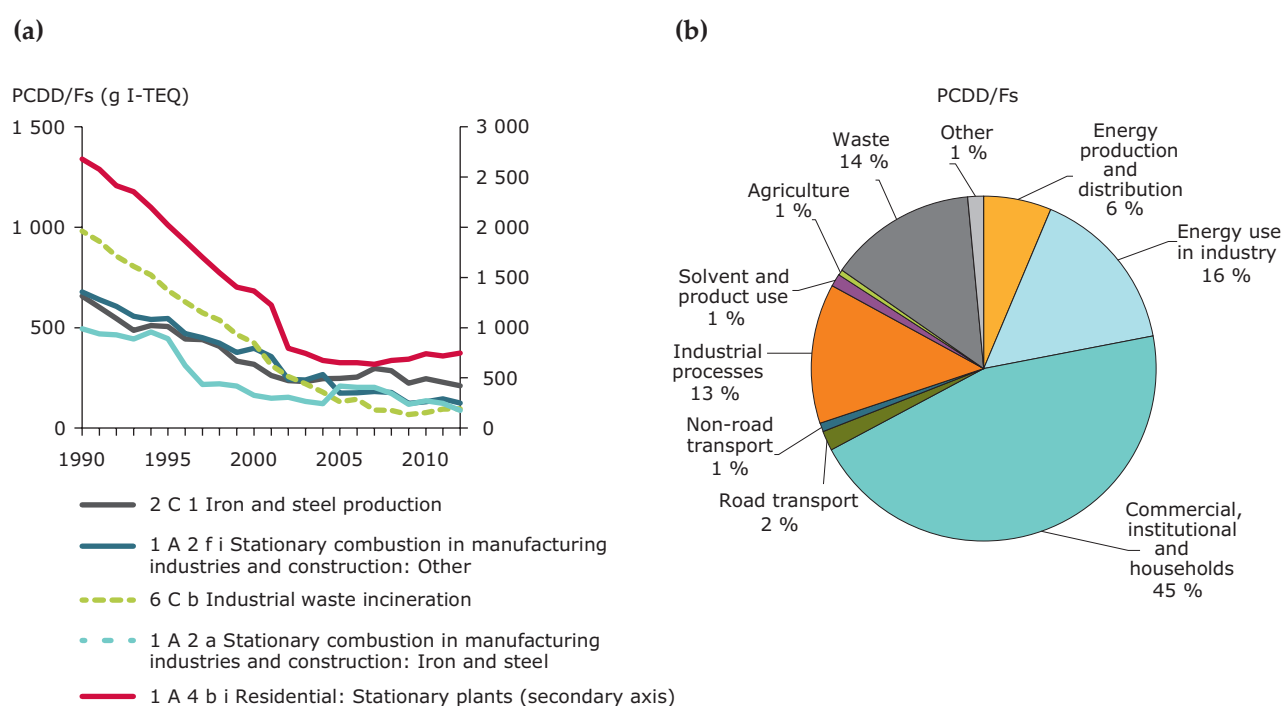 (a)
PCDD/Fs (g I-TEQ)
1 500
1 000
500
0
3 000
2 500
2 000
1 500
1 000
500
0
1990
1995
2000
2005
2010
2 C 1 Iron and steel production
1 A 2 f i Stationary combustion in manufacturing
industries and construction: Other
6 C b Industrial waste incineration
1 A 2 a Stationary combustion in manufacturing
industries and construction: Iron and steel
1 A 4 b i Residential: Stationary plants (secondary axis)
(b)
PCDD/Fs
Other
1 %
Energy
production
and
distribution
6 %
Energy use
in industry
16 %
Commercial,
institutional
and
households
45 %
Road transport
2 %
Non-road
transport
1 %
Industrial
processes
13 %
Solvent and
product use
1 %
Agriculture
1 %
Waste
14 %